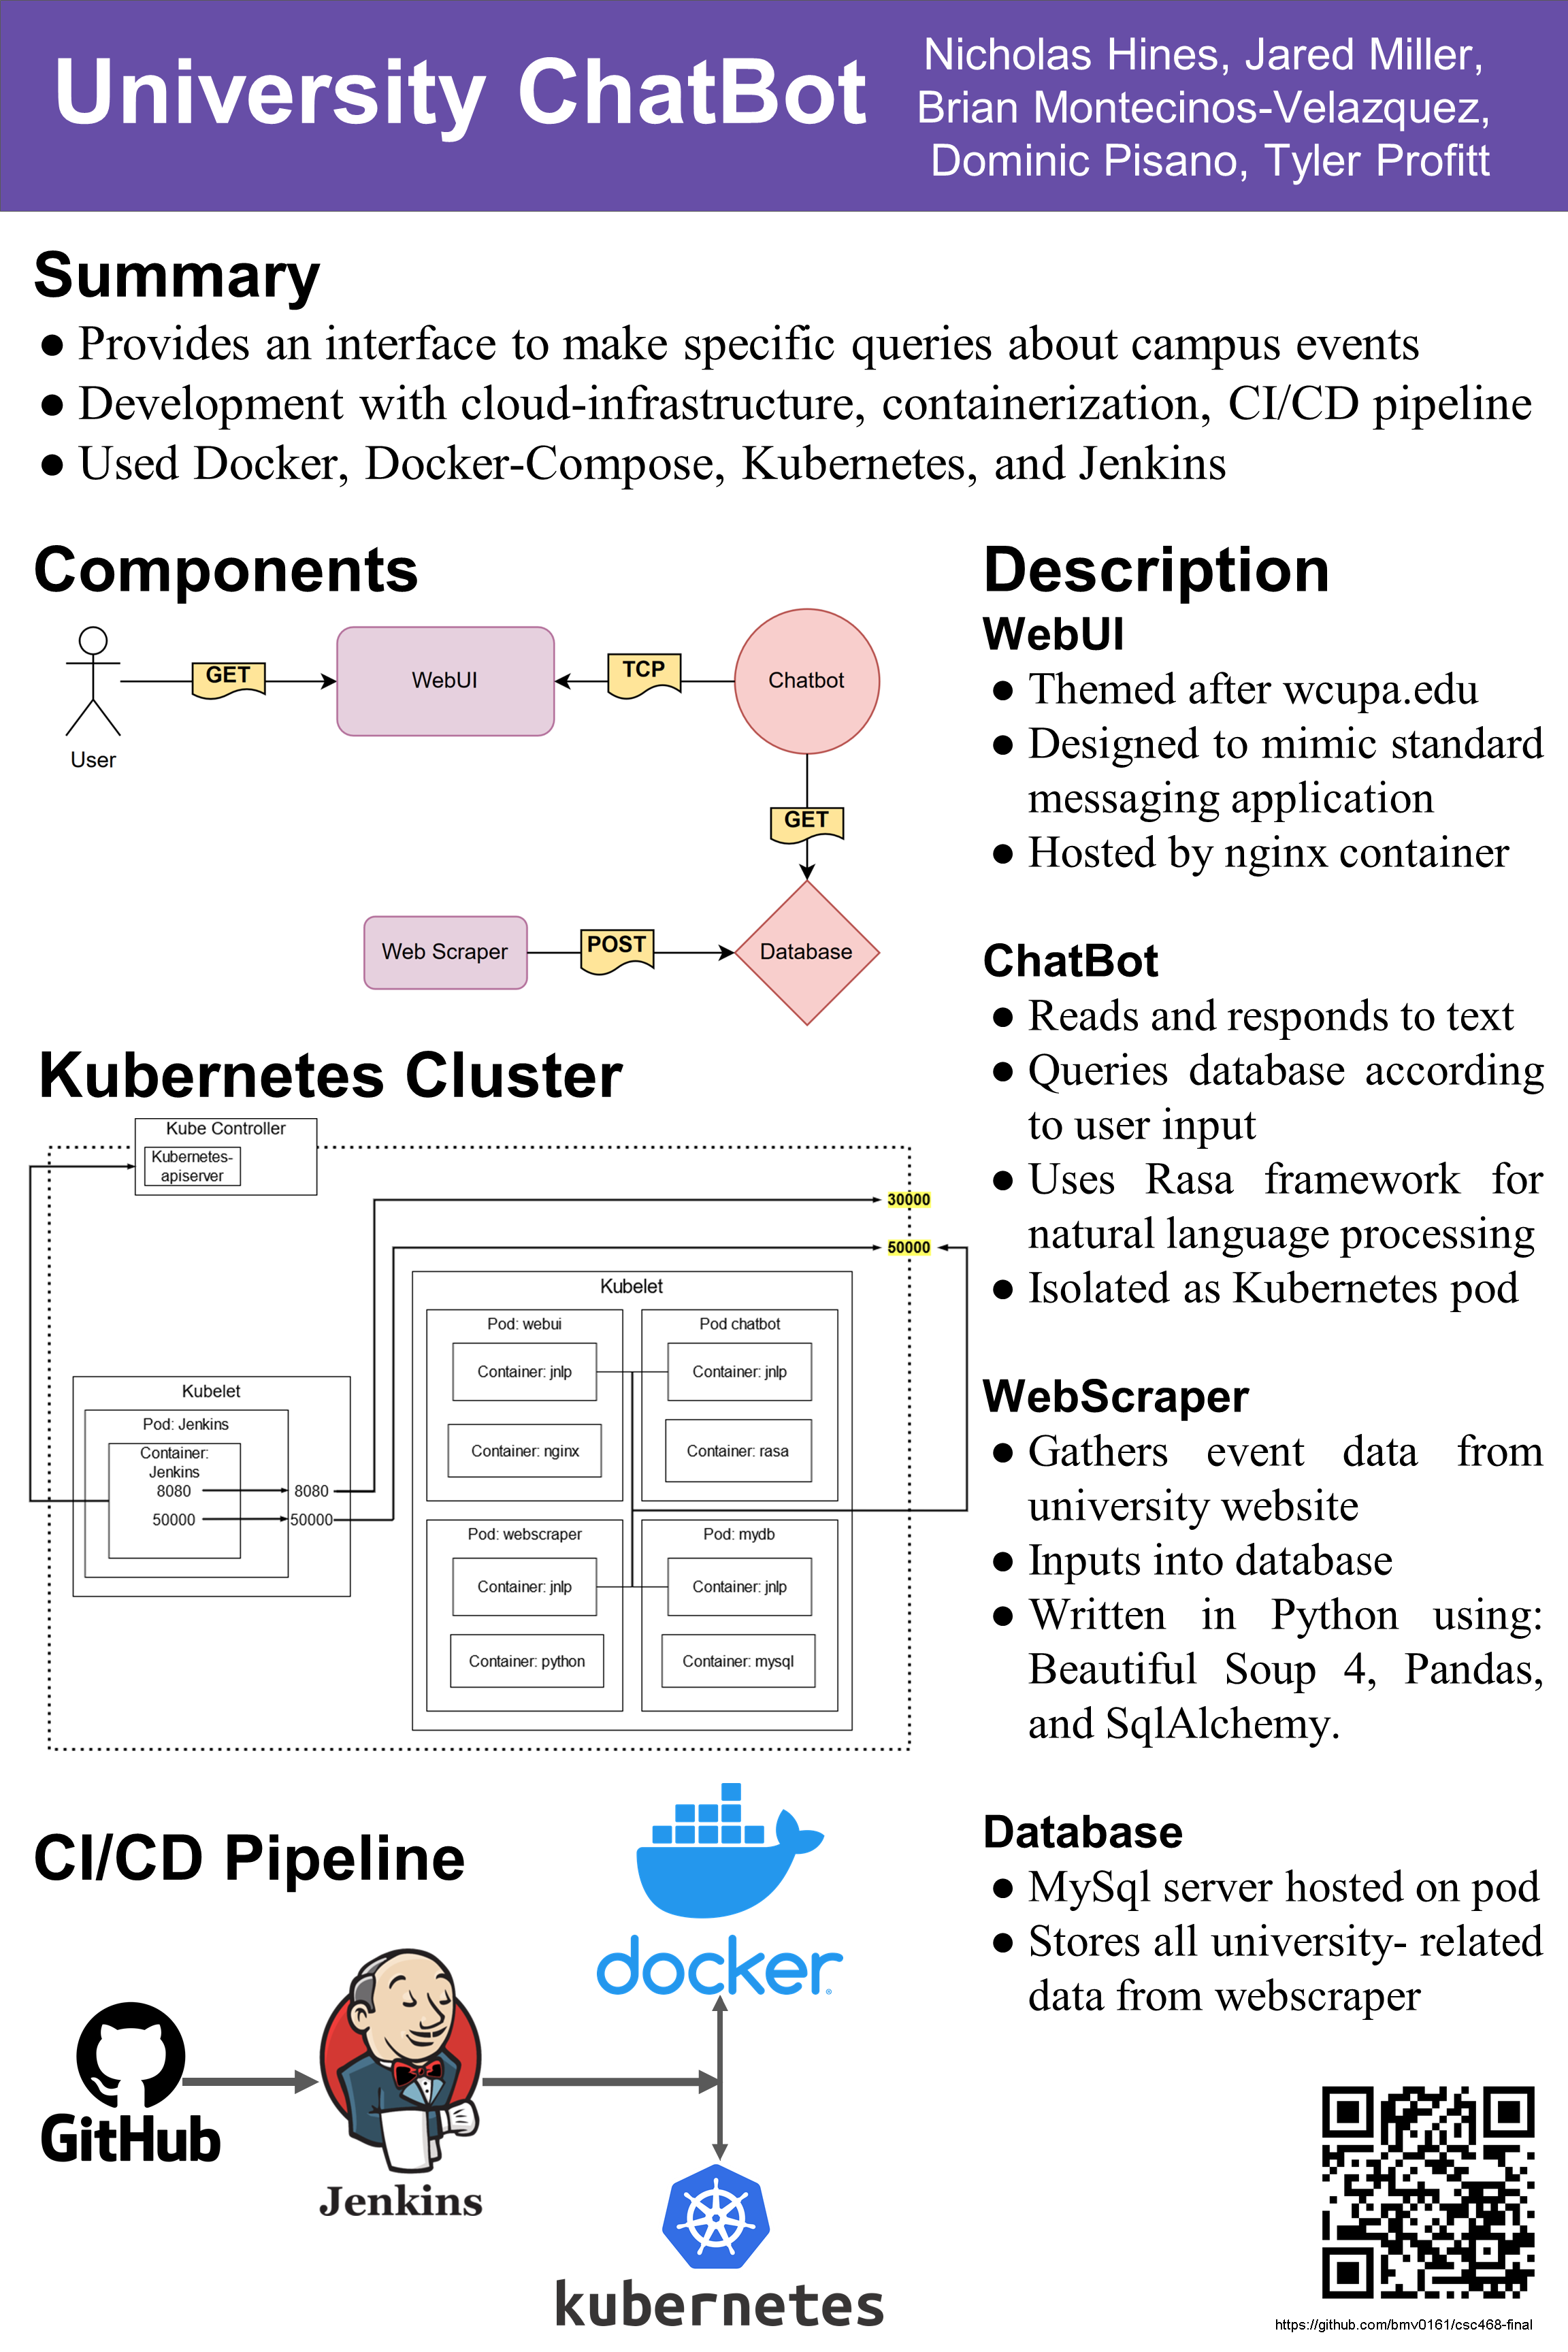 University ChatBot
Nicholas Hines, Jared Miller,
Brian Montecinos-Velazquez,
Dominic Pisano, Tyler Profitt
Summary
● Provides an interface to make specific queries about campus events
● Development with cloud-infrastructure, containerization, CI/CD pipeline
● Used Docker, Docker-Compose, Kubernetes, and Jenkins
Components
User
GET
WebUI
TCP
Chatbot
GET
Web Scraper
POST
Database
Kubernetes Cluster
Kube Controller
Kubernetes-
apiserver
30000
50000
Kubelet
Pod: webui
Container: jnlp
Container: nginx
Pod chatbot
Container: jnlp
Container: rasa
Kubelet
Pod: Jenkins
Container:
Jenkins
8080
8080
50000
50000
Pod: webscraper
Container: jnlp
Container: python
Pod: mydb
Container: jnlp
Container: mysql
CI/CD Pipeline
GitHub
Jenkins
docker
kubernetes
Description
WebUI
● Themed after wcupa.edu
● Designed to mimic standard
messaging application
● Hosted by nginx container
ChatBot
● Reads and responds to text
● Queries database according
to user input
● Uses Rasa framework for
natural language processing
● Isolated as Kubernetes pod
WebScraper
● Gathers event data from
university website
● Inputs into database
● Written in Python using:
Beautiful Soup 4, Pandas,
and SqlAlchemy.
Database
● MySql server hosted on pod
● Stores all university- related
data from webscraper
https://github.com/bmv0161/csc468-final